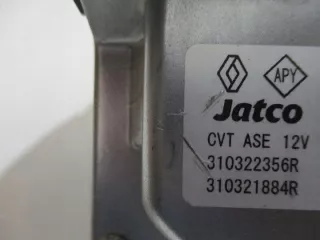 APY
Jatco
CVT ASE 12V
310322356R
310321884R